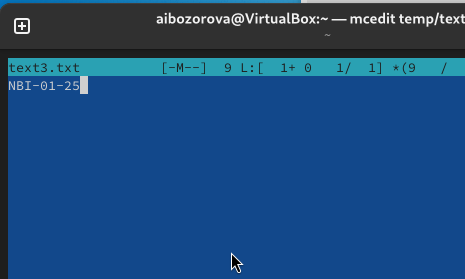 aibozorova@VirtualBox:~ — mcedit temp/text
~
text3.txt [-M--] 9 L:[ 1+ 0 1/ 1] *(9 /
NBI-01-25